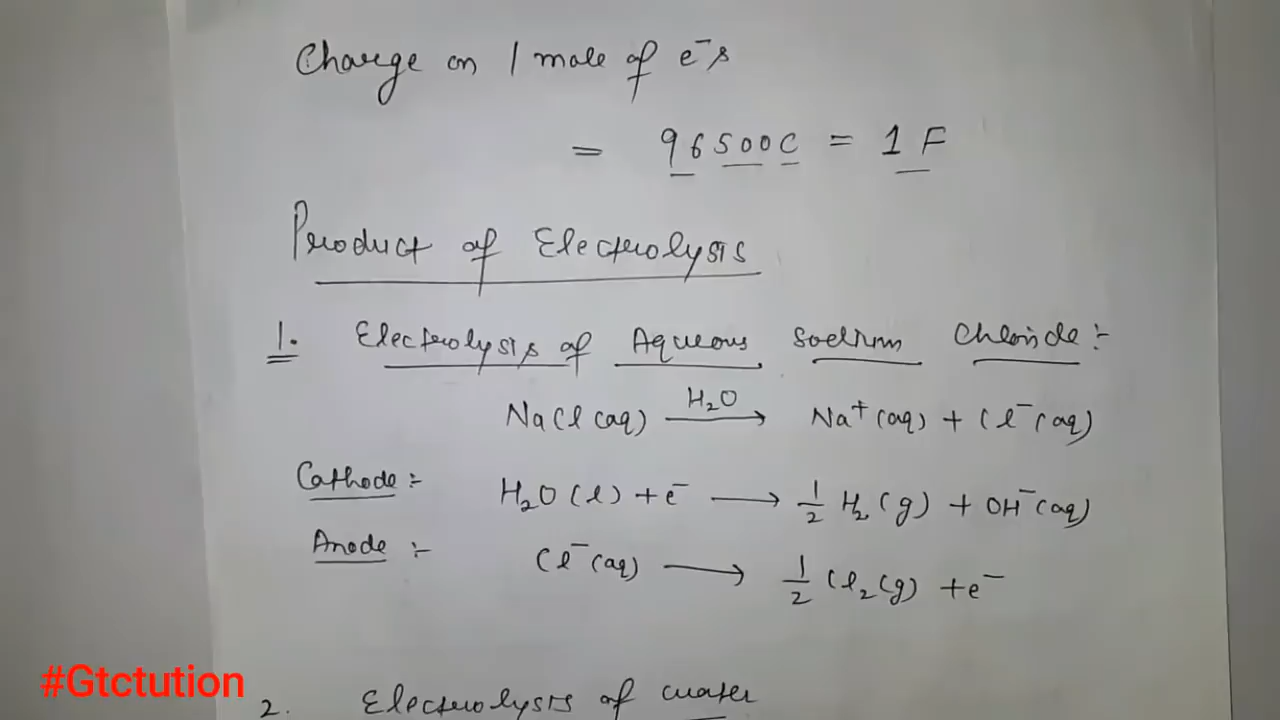 Charge on 1 mole of e⁻s
= 96500C = 1 F
Product of Electrolysis
1. Electrolysis of Aqueous Sodium Chloride :-
NaCl(aq) —H₂O→ Na⁺(aq) + Cl⁻(aq)
Cathode :- H₂O(l) + e⁻ ⟶ 1/2 H₂(g) + OH⁻(aq)
Anode :- Cl⁻(aq) ⟶ 1/2 Cl₂(g) + e⁻
2. Electrolysis of water
#Gtctution